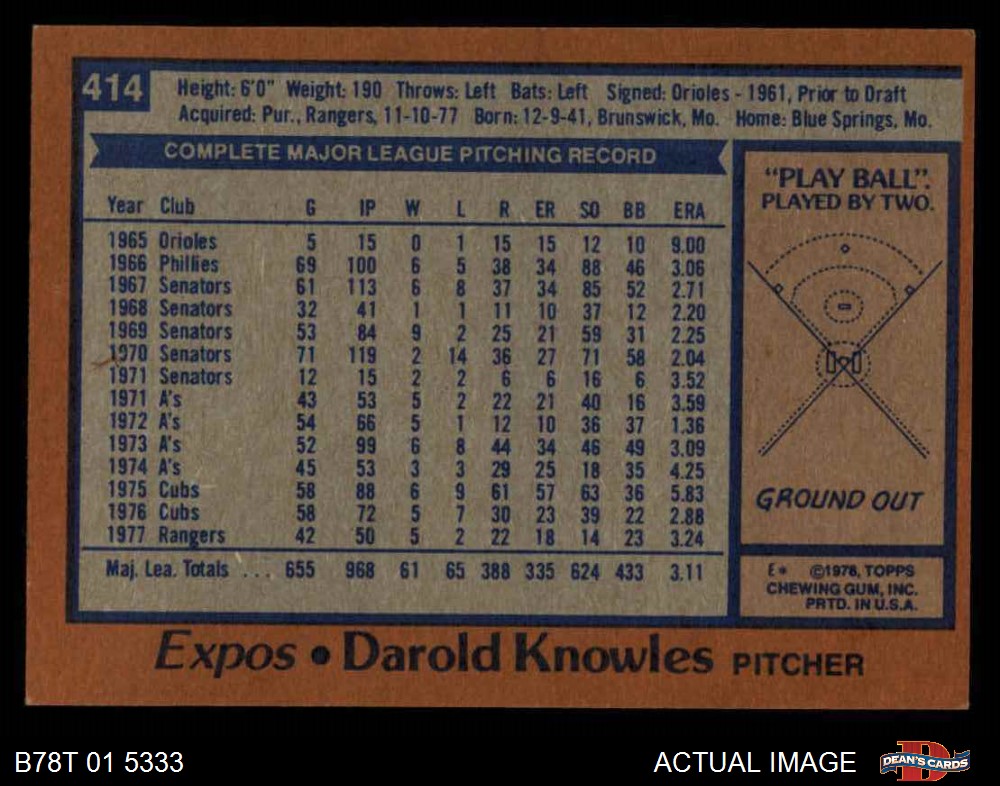 414
Height: 6'0" Weight: 190 Throws: Left Bats: Left Signed: Orioles - 1961, Prior to Draft
Acquired: Pur., Rangers, 11-10-77 Born: 12-9-41, Brunswick, Mo. Home: Blue Springs, Mo.
COMPLETE MAJOR LEAGUE PITCHING RECORD
Year Club G IP W L R ER SO BB ERA
1965 Orioles 5 15 0 1 15 15 12 10 9.00
1966 Phillies 69 100 6 5 38 34 88 46 3.06
1967 Senators 61 113 6 8 37 34 85 52 2.71
1968 Senators 32 41 1 1 11 10 37 12 2.20
1969 Senators 53 84 9 2 25 21 59 31 2.25
1970 Senators 71 119 2 14 36 27 71 58 2.04
1971 Senators 12 15 2 2 6 6 16 6 3.52
1971 A's 43 53 5 2 22 21 40 16 3.59
1972 A's 54 66 5 1 12 10 36 37 1.36
1973 A's 52 99 6 8 44 34 46 49 3.09
1974 A's 45 53 3 3 29 25 18 35 4.25
1975 Cubs 58 88 6 9 61 57 63 36 5.83
1976 Cubs 58 72 5 7 30 23 39 22 2.88
1977 Rangers 42 50 5 2 22 18 14 23 3.24
Maj. Lea. Totals ... 655 968 61 65 388 335 624 433 3.11
"PLAY BALL".
PLAYED BY TWO.
GROUND OUT
E* ©1978, TOPPS
CHEWING GUM, INC.
PRTD. IN U.S.A.
Expos • Darold Knowles PITCHER
B78T 01 5333
ACTUAL IMAGE
D
DEAN'S CARDS